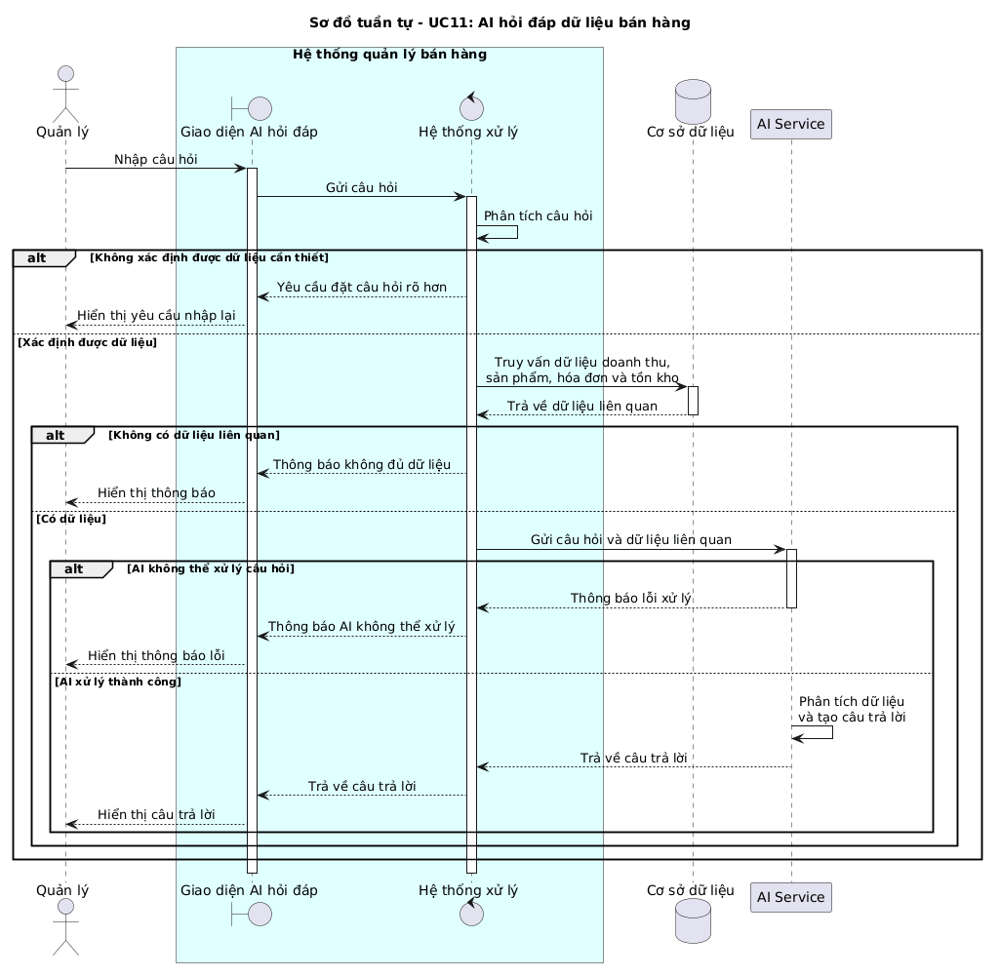 Sơ đồ tuần tự - UC11: AI hỏi đáp dữ liệu bán hàng
Hệ thống quản lý bán hàng
Quản lý
Giao diện AI hỏi đáp
Hệ thống xử lý
Cơ sở dữ liệu
AI Service
Nhập câu hỏi
Gửi câu hỏi
Phân tích câu hỏi
alt
[Không xác định được dữ liệu cần thiết]
Yêu cầu đặt câu hỏi rõ hơn
Hiển thị yêu cầu nhập lại
[Xác định được dữ liệu]
Truy vấn dữ liệu doanh thu,
sản phẩm, hóa đơn và tồn kho
Trả về dữ liệu liên quan
alt
[Không có dữ liệu liên quan]
Thông báo không đủ dữ liệu
Hiển thị thông báo
[Có dữ liệu]
Gửi câu hỏi và dữ liệu liên quan
alt
[AI không thể xử lý câu hỏi]
Thông báo lỗi xử lý
Thông báo AI không thể xử lý
Hiển thị thông báo lỗi
[AI xử lý thành công]
Phân tích dữ liệu
và tạo câu trả lời
Trả về câu trả lời
Trả về câu trả lời
Hiển thị câu trả lời
Quản lý
Giao diện AI hỏi đáp
Hệ thống xử lý
Cơ sở dữ liệu
AI Service